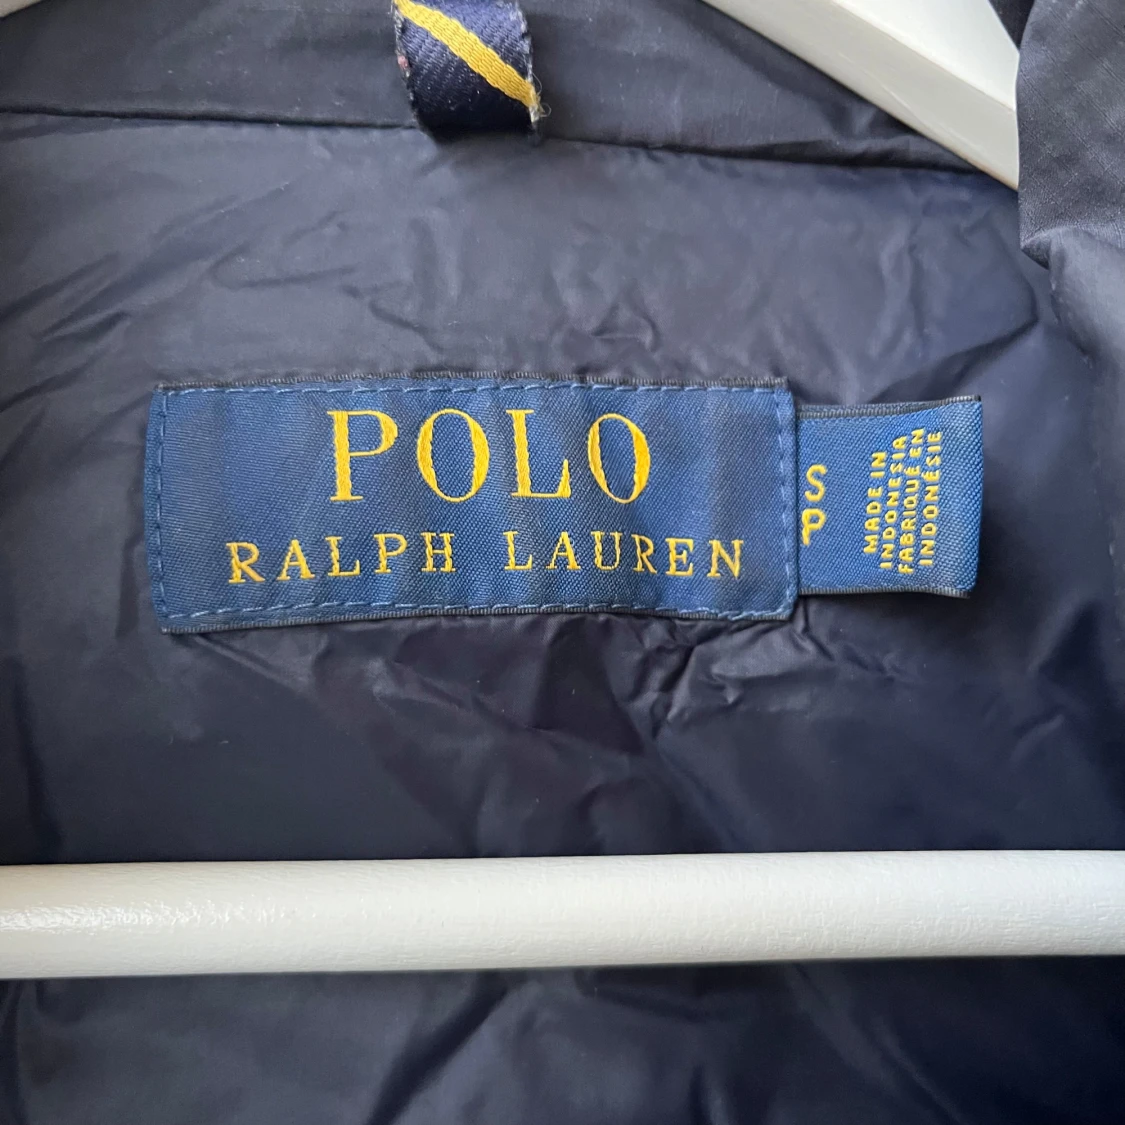 POLO
RALPH LAUREN
S
P
MADE IN
INDONESIA
FABRIQUÉ EN
INDONÉSIE